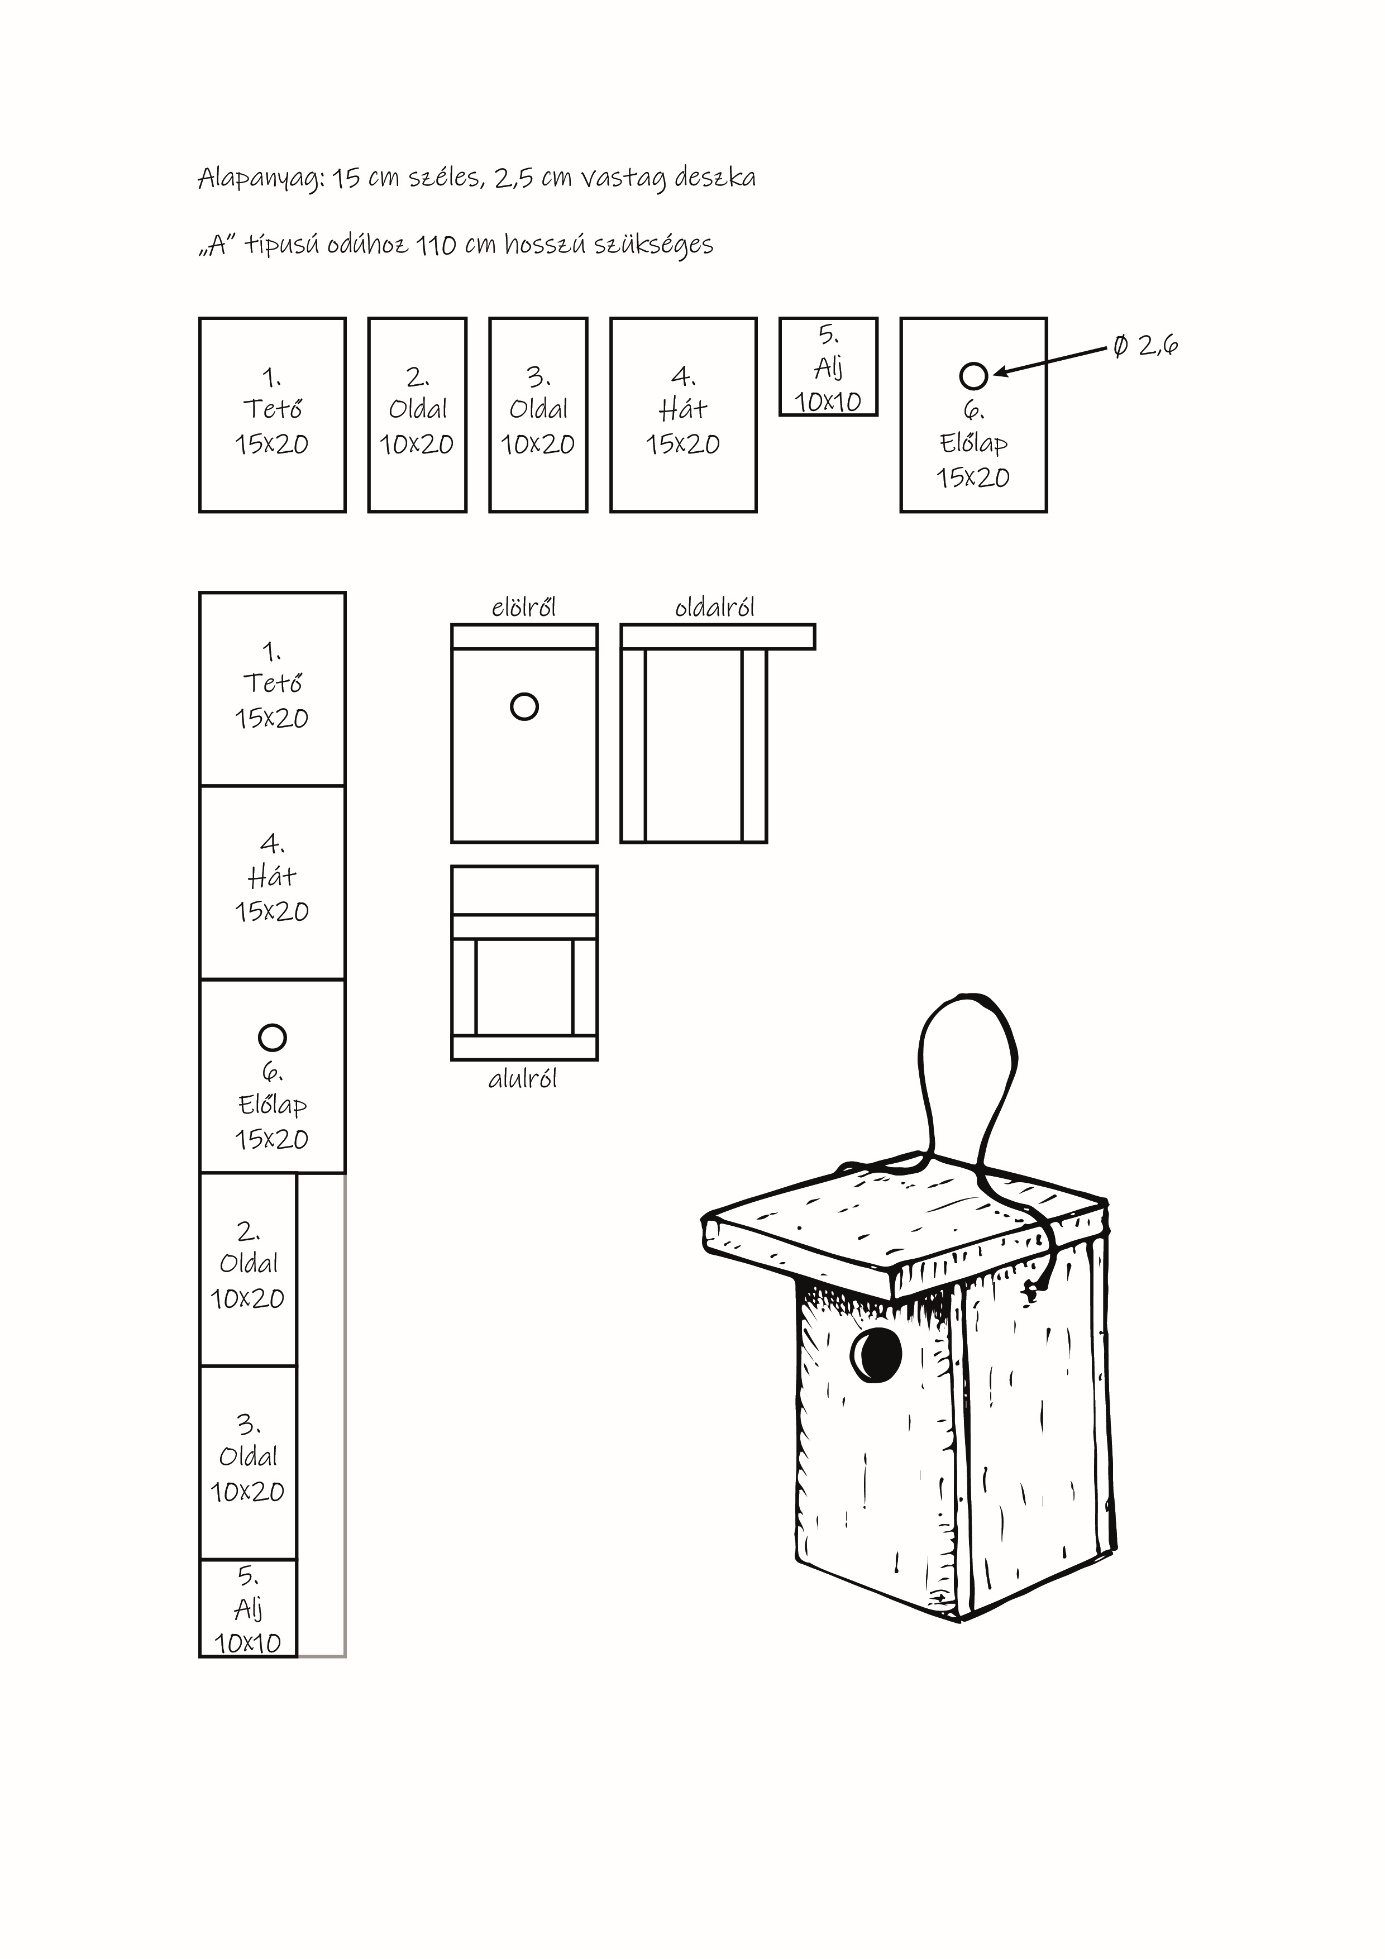 Alapanyag: 15 cm széles, 2,5 cm vastag deszka
„A” típusú odúhoz 110 cm hosszú szükséges
1.
Tető
15x20
2.
Oldal
10x20
3.
Oldal
10x20
4.
Hát
15x20
5.
Alj
10x10
6.
Előlap
15x20
Ø 2,6
1.
Tető
15x20
4.
Hát
15x20
6.
Előlap
15x20
2.
Oldal
10x20
3.
Oldal
10x20
5.
Alj
10x10
elölről
oldalról
alulról